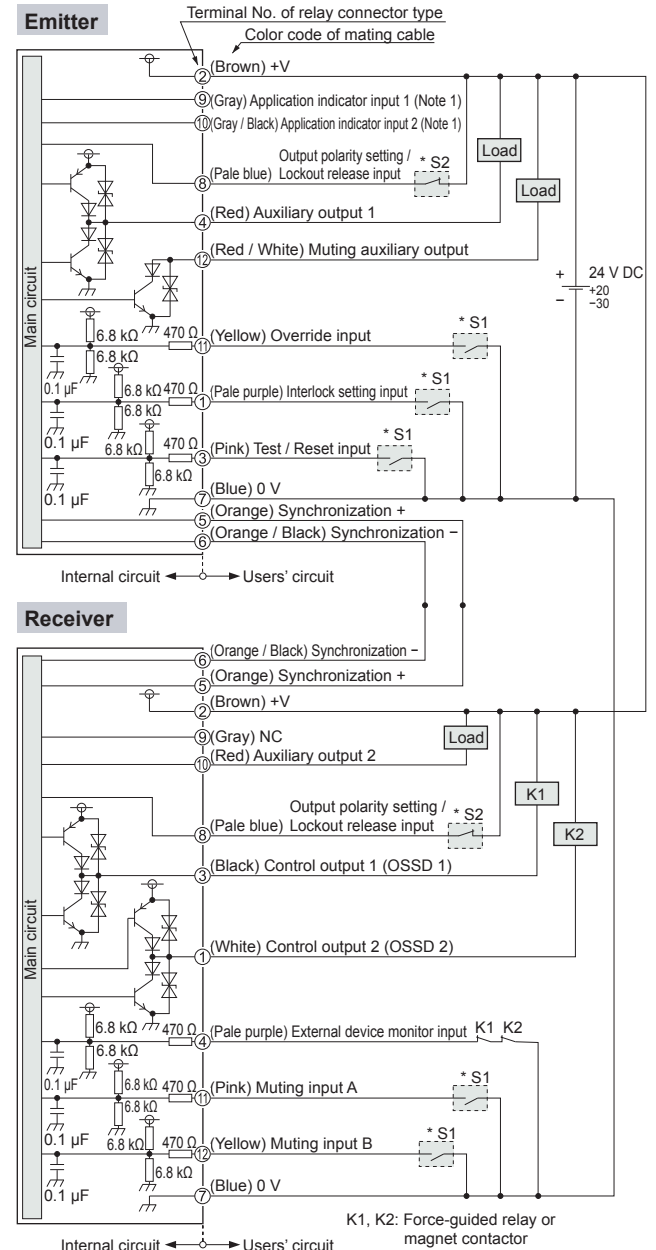 Emitter
Terminal No. of relay connector type
Color code of mating cable
② (Brown) +V
⑨ (Gray) Application indicator input 1 (Note 1)
⑩ (Gray / Black) Application indicator input 2 (Note 1)
Output polarity setting /
* S2
⑧ (Pale blue) Lockout release input
Load
④ (Red) Auxiliary output 1
Load
⑫ (Red / White) Muting auxiliary output
Main circuit
+ 24 V DC
− +20
−30
6.8 kΩ 470 Ω ⑪ (Yellow) Override input
* S1
6.8 kΩ
0.1 µF
6.8 kΩ 470 Ω ① (Pale purple) Interlock setting input
* S1
6.8 kΩ
0.1 µF
6.8 kΩ 470 Ω ③ (Pink) Test / Reset input
* S1
6.8 kΩ
0.1 µF
⑦ (Blue) 0 V
⑤ (Orange) Synchronization +
⑥ (Orange / Black) Synchronization −
Internal circuit Users' circuit
Receiver
⑥ (Orange / Black) Synchronization −
⑤ (Orange) Synchronization +
② (Brown) +V
⑨ (Gray) NC
Load
⑩ (Red) Auxiliary output 2
K1
Output polarity setting /
* S2
⑧ (Pale blue) Lockout release input
K2
③ (Black) Control output 1 (OSSD 1)
Main circuit
① (White) Control output 2 (OSSD 2)
6.8 kΩ 470 Ω ④ (Pale purple) External device monitor input K1 K2
6.8 kΩ
0.1 µF
6.8 kΩ 470 Ω ⑪ (Pink) Muting input A
* S1
6.8 kΩ
0.1 µF
6.8 kΩ 470 Ω ⑫ (Yellow) Muting input B
* S1
6.8 kΩ
0.1 µF
⑦ (Blue) 0 V
K1, K2: Force-guided relay or
magnet contactor
Internal circuit Users' circuit